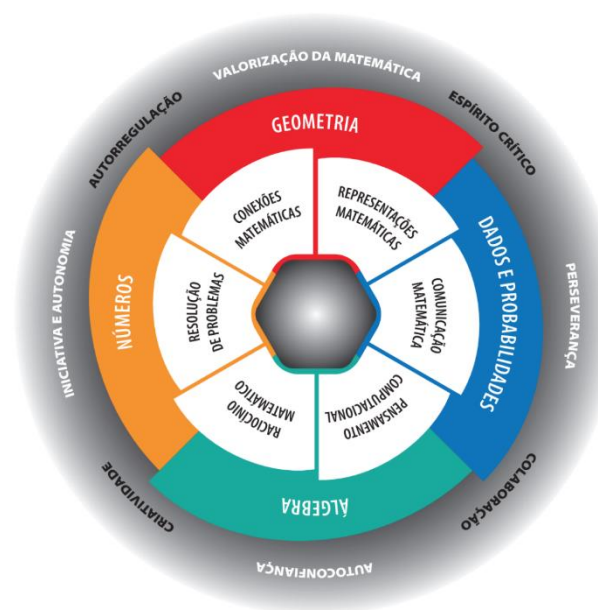 VALORIZAÇÃO DA MATEMÁTICA
ESPÍRITO CRÍTICO
PERSEVERANÇA
COLABORAÇÃO
AUTOCONFIANÇA
CRIATIVIDADE
INICIATIVA E AUTONOMIA
AUTORREGULAÇÃO
GEOMETRIA
DADOS E PROBABILIDADES
ÁLGEBRA
NÚMEROS
CONEXÕES
MATEMÁTICAS
REPRESENTAÇÕES
MATEMÁTICAS
COMUNICAÇÃO
MATEMÁTICA
PENSAMENTO
COMPUTACIONAL
RACIOCÍNIO
MATEMÁTICO
RESOLUÇÃO
DE PROBLEMAS